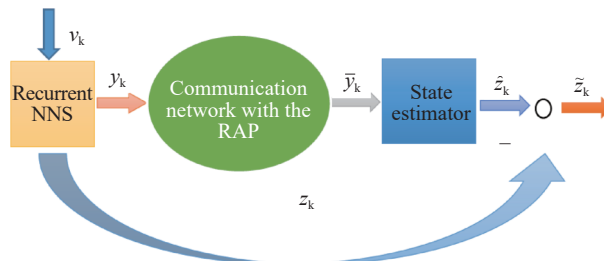 v_k
Recurrent
NNS
y_k
Communication
network with the
RAP
ȳ_k
State
estimator
ẑ_k
z̃_k
−
z_k